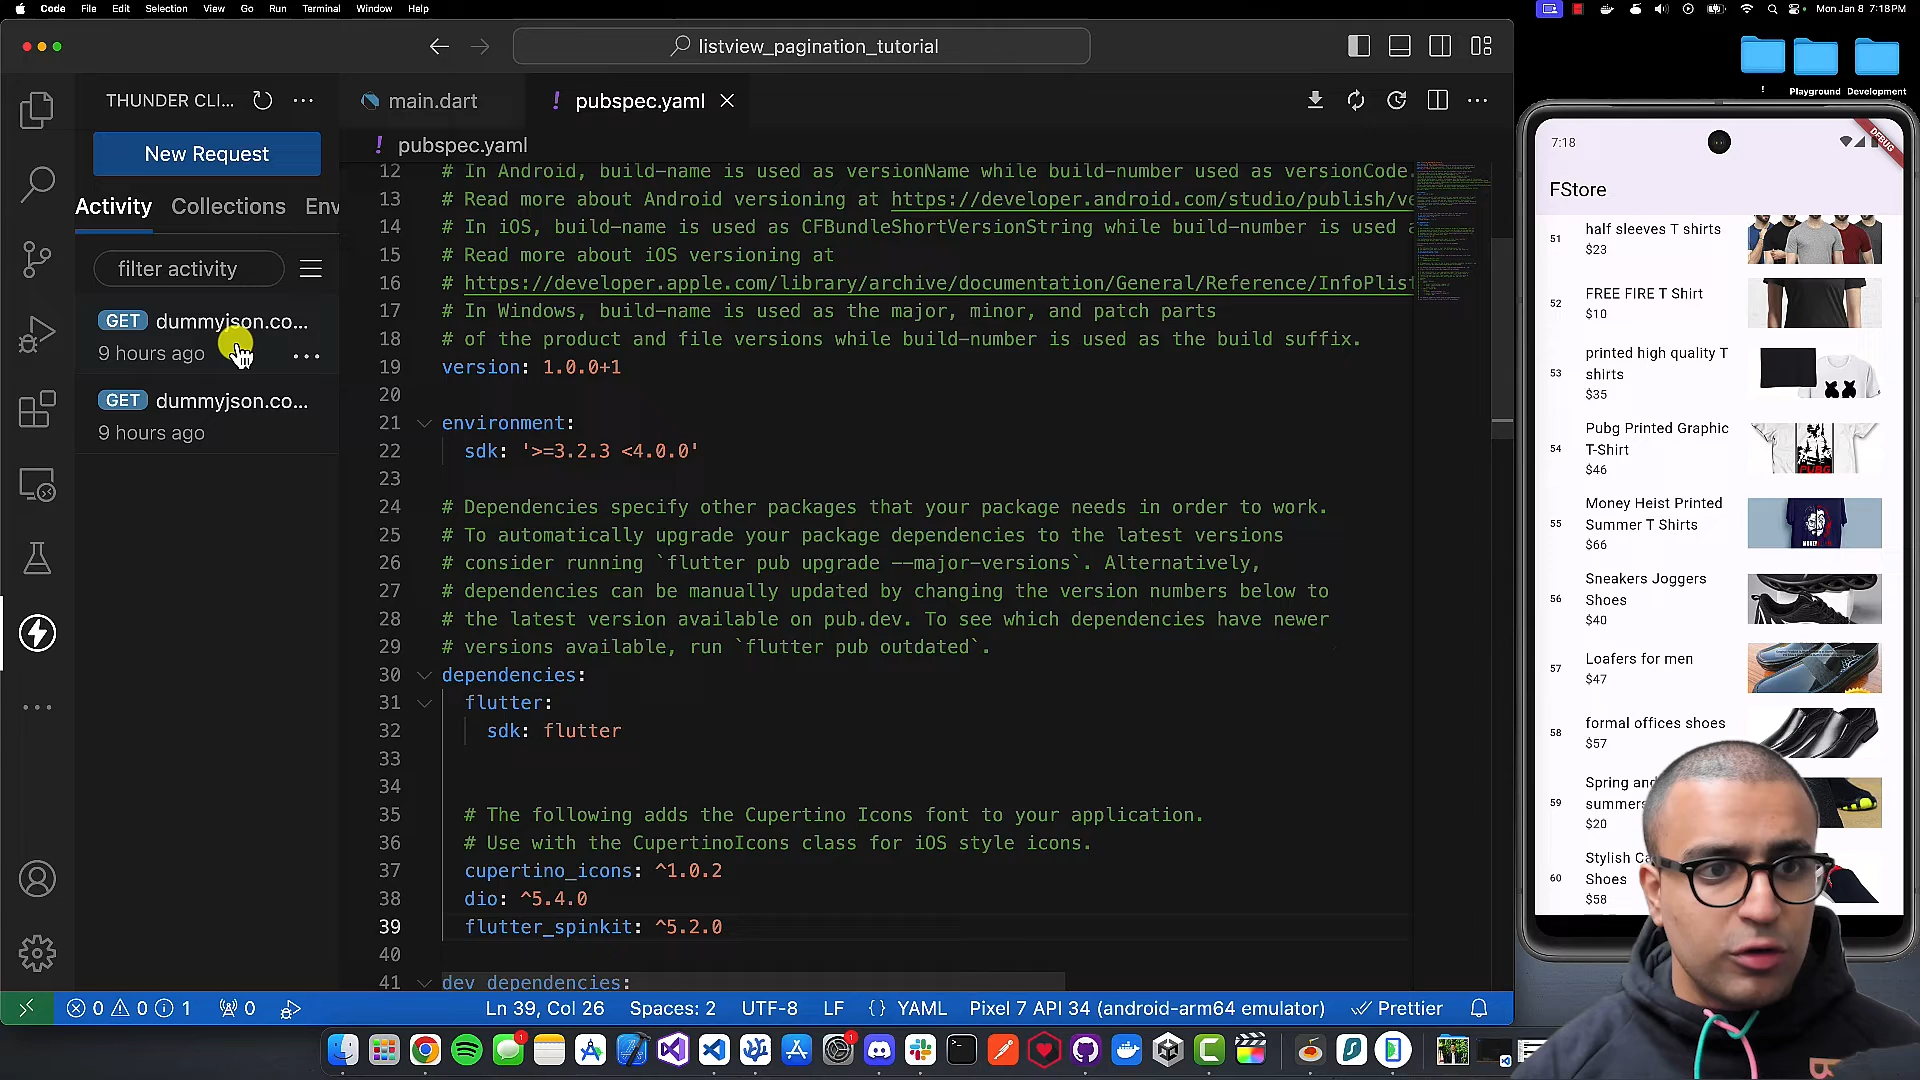 Code File Edit Selection View Go Run Terminal Window Help
Mon Jan 8 7:18 PM
listview_pagination_tutorial
! Playground Development
THUNDER CLI...
main.dart
! pubspec.yaml
New Request
! pubspec.yaml
Activity Collections Env
filter activity
GET dummyjson.co...
9 hours ago
GET dummyjson.co...
9 hours ago
12 # In Android, build-name is used as versionName while build-number used as versionCode.
13 # Read more about Android versioning at https://developer.android.com/studio/publish/ve
14 # In iOS, build-name is used as CFBundleShortVersionString while build-number is used a
15 # Read more about iOS versioning at
16 # https://developer.apple.com/library/archive/documentation/General/Reference/InfoPlist
17 # In Windows, build-name is used as the major, minor, and patch parts
18 # of the product and file versions while build-number is used as the build suffix.
19 version: 1.0.0+1
20
21 environment:
22 sdk: '>=3.2.3 <4.0.0'
23
24 # Dependencies specify other packages that your package needs in order to work.
25 # To automatically upgrade your package dependencies to the latest versions
26 # consider running `flutter pub upgrade --major-versions`. Alternatively,
27 # dependencies can be manually updated by changing the version numbers below to
28 # the latest version available on pub.dev. To see which dependencies have newer
29 # versions available, run `flutter pub outdated`.
30 dependencies:
31 flutter:
32 sdk: flutter
33
34
35 # The following adds the Cupertino Icons font to your application.
36 # Use with the CupertinoIcons class for iOS style icons.
37 cupertino_icons: ^1.0.2
38 dio: ^5.4.0
39 flutter_spinkit: ^5.2.0
40
41 dev_dependencies:
7:18
DEBUG
FStore
51 half sleeves T shirts
$23
52 FREE FIRE T Shirt
$10
53 printed high quality T
shirts
$35
54 Pubg Printed Graphic
T-Shirt
$46
PUBG
55 Money Heist Printed
Summer T Shirts
$66
56 Sneakers Joggers
Shoes
$40
57 Loafers for men
$47
58 formal offices shoes
$57
59 Spring and
summers
$20
60 Stylish Ca
Shoes
$58
0 0 1 0
Ln 39, Col 26 Spaces: 2 UTF-8 LF {} YAML Pixel 7 API 34 (android-arm64 emulator) Prettier